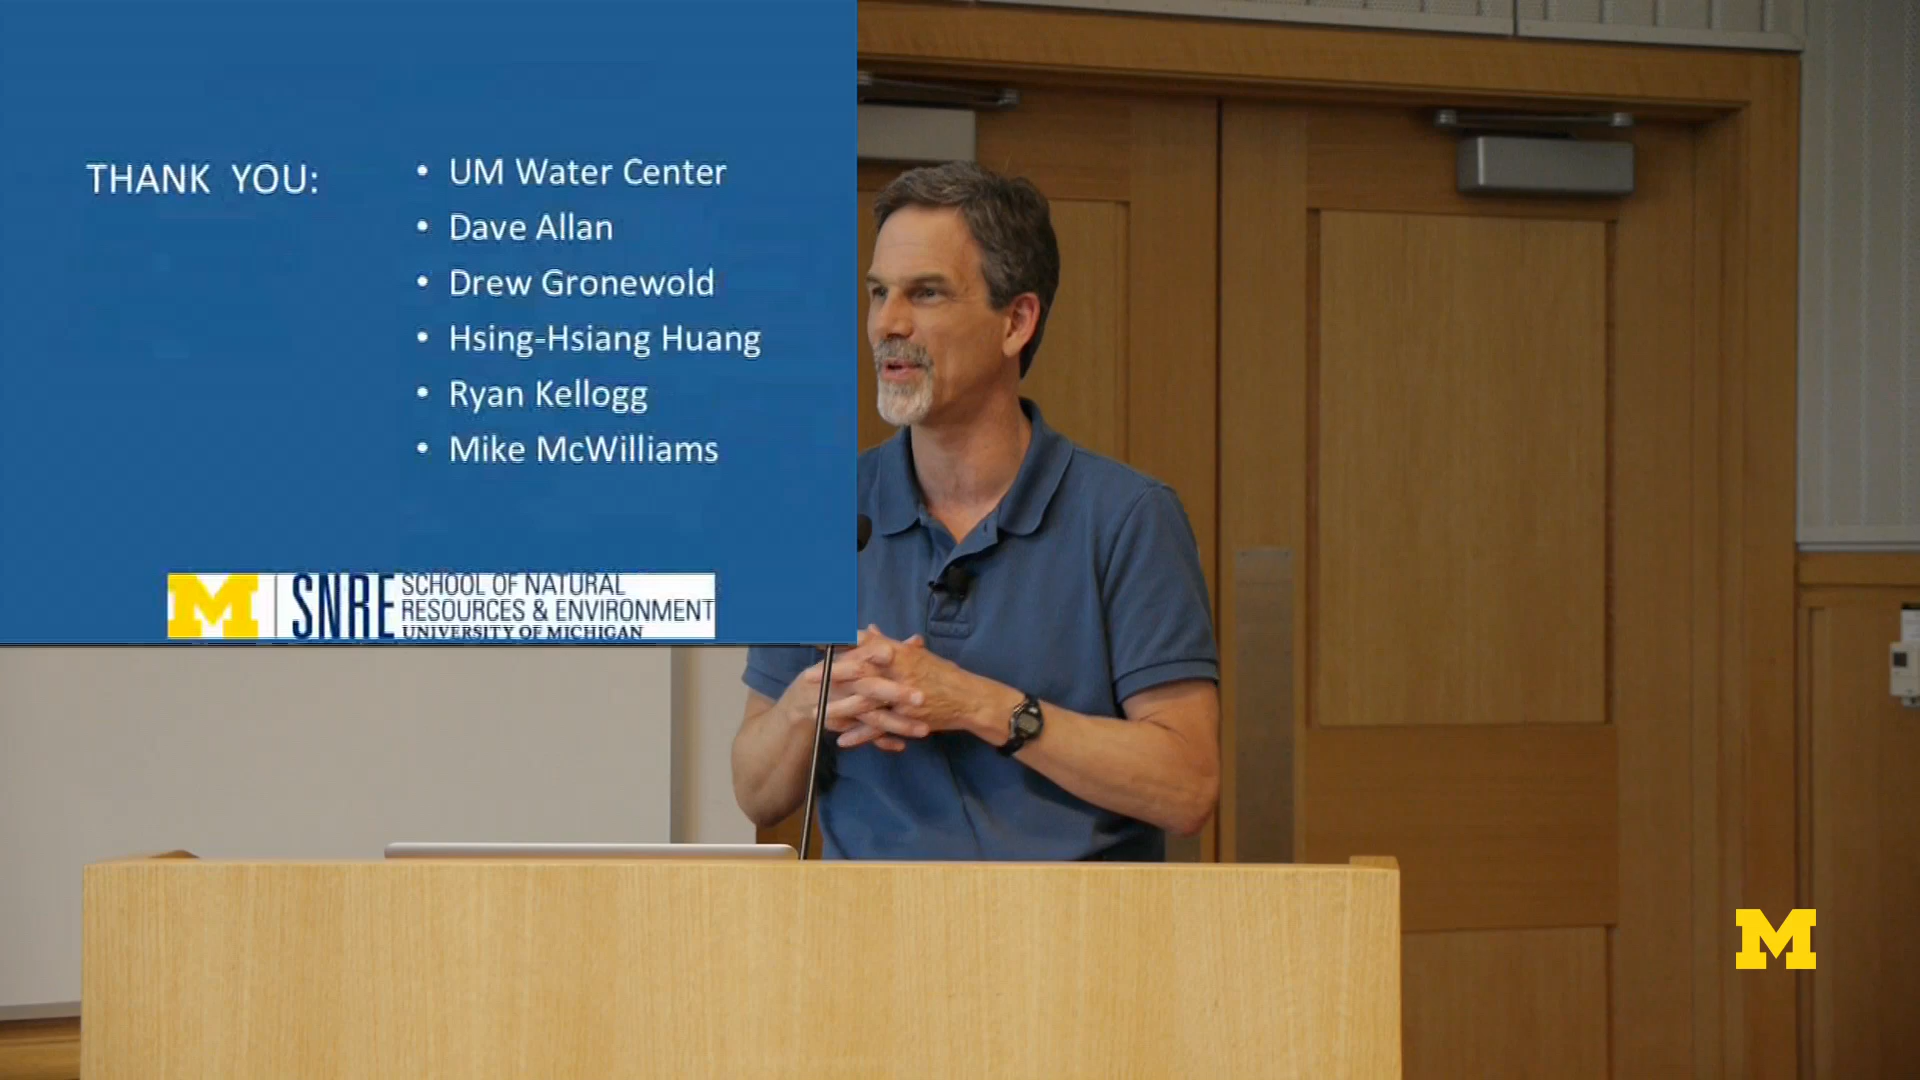 THANK YOU:
• UM Water Center
• Dave Allan
• Drew Gronewold
• Hsing-Hsiang Huang
• Ryan Kellogg
• Mike McWilliams
M SNRE SCHOOL OF NATURAL
RESOURCES & ENVIRONMENT
UNIVERSITY OF MICHIGAN
M